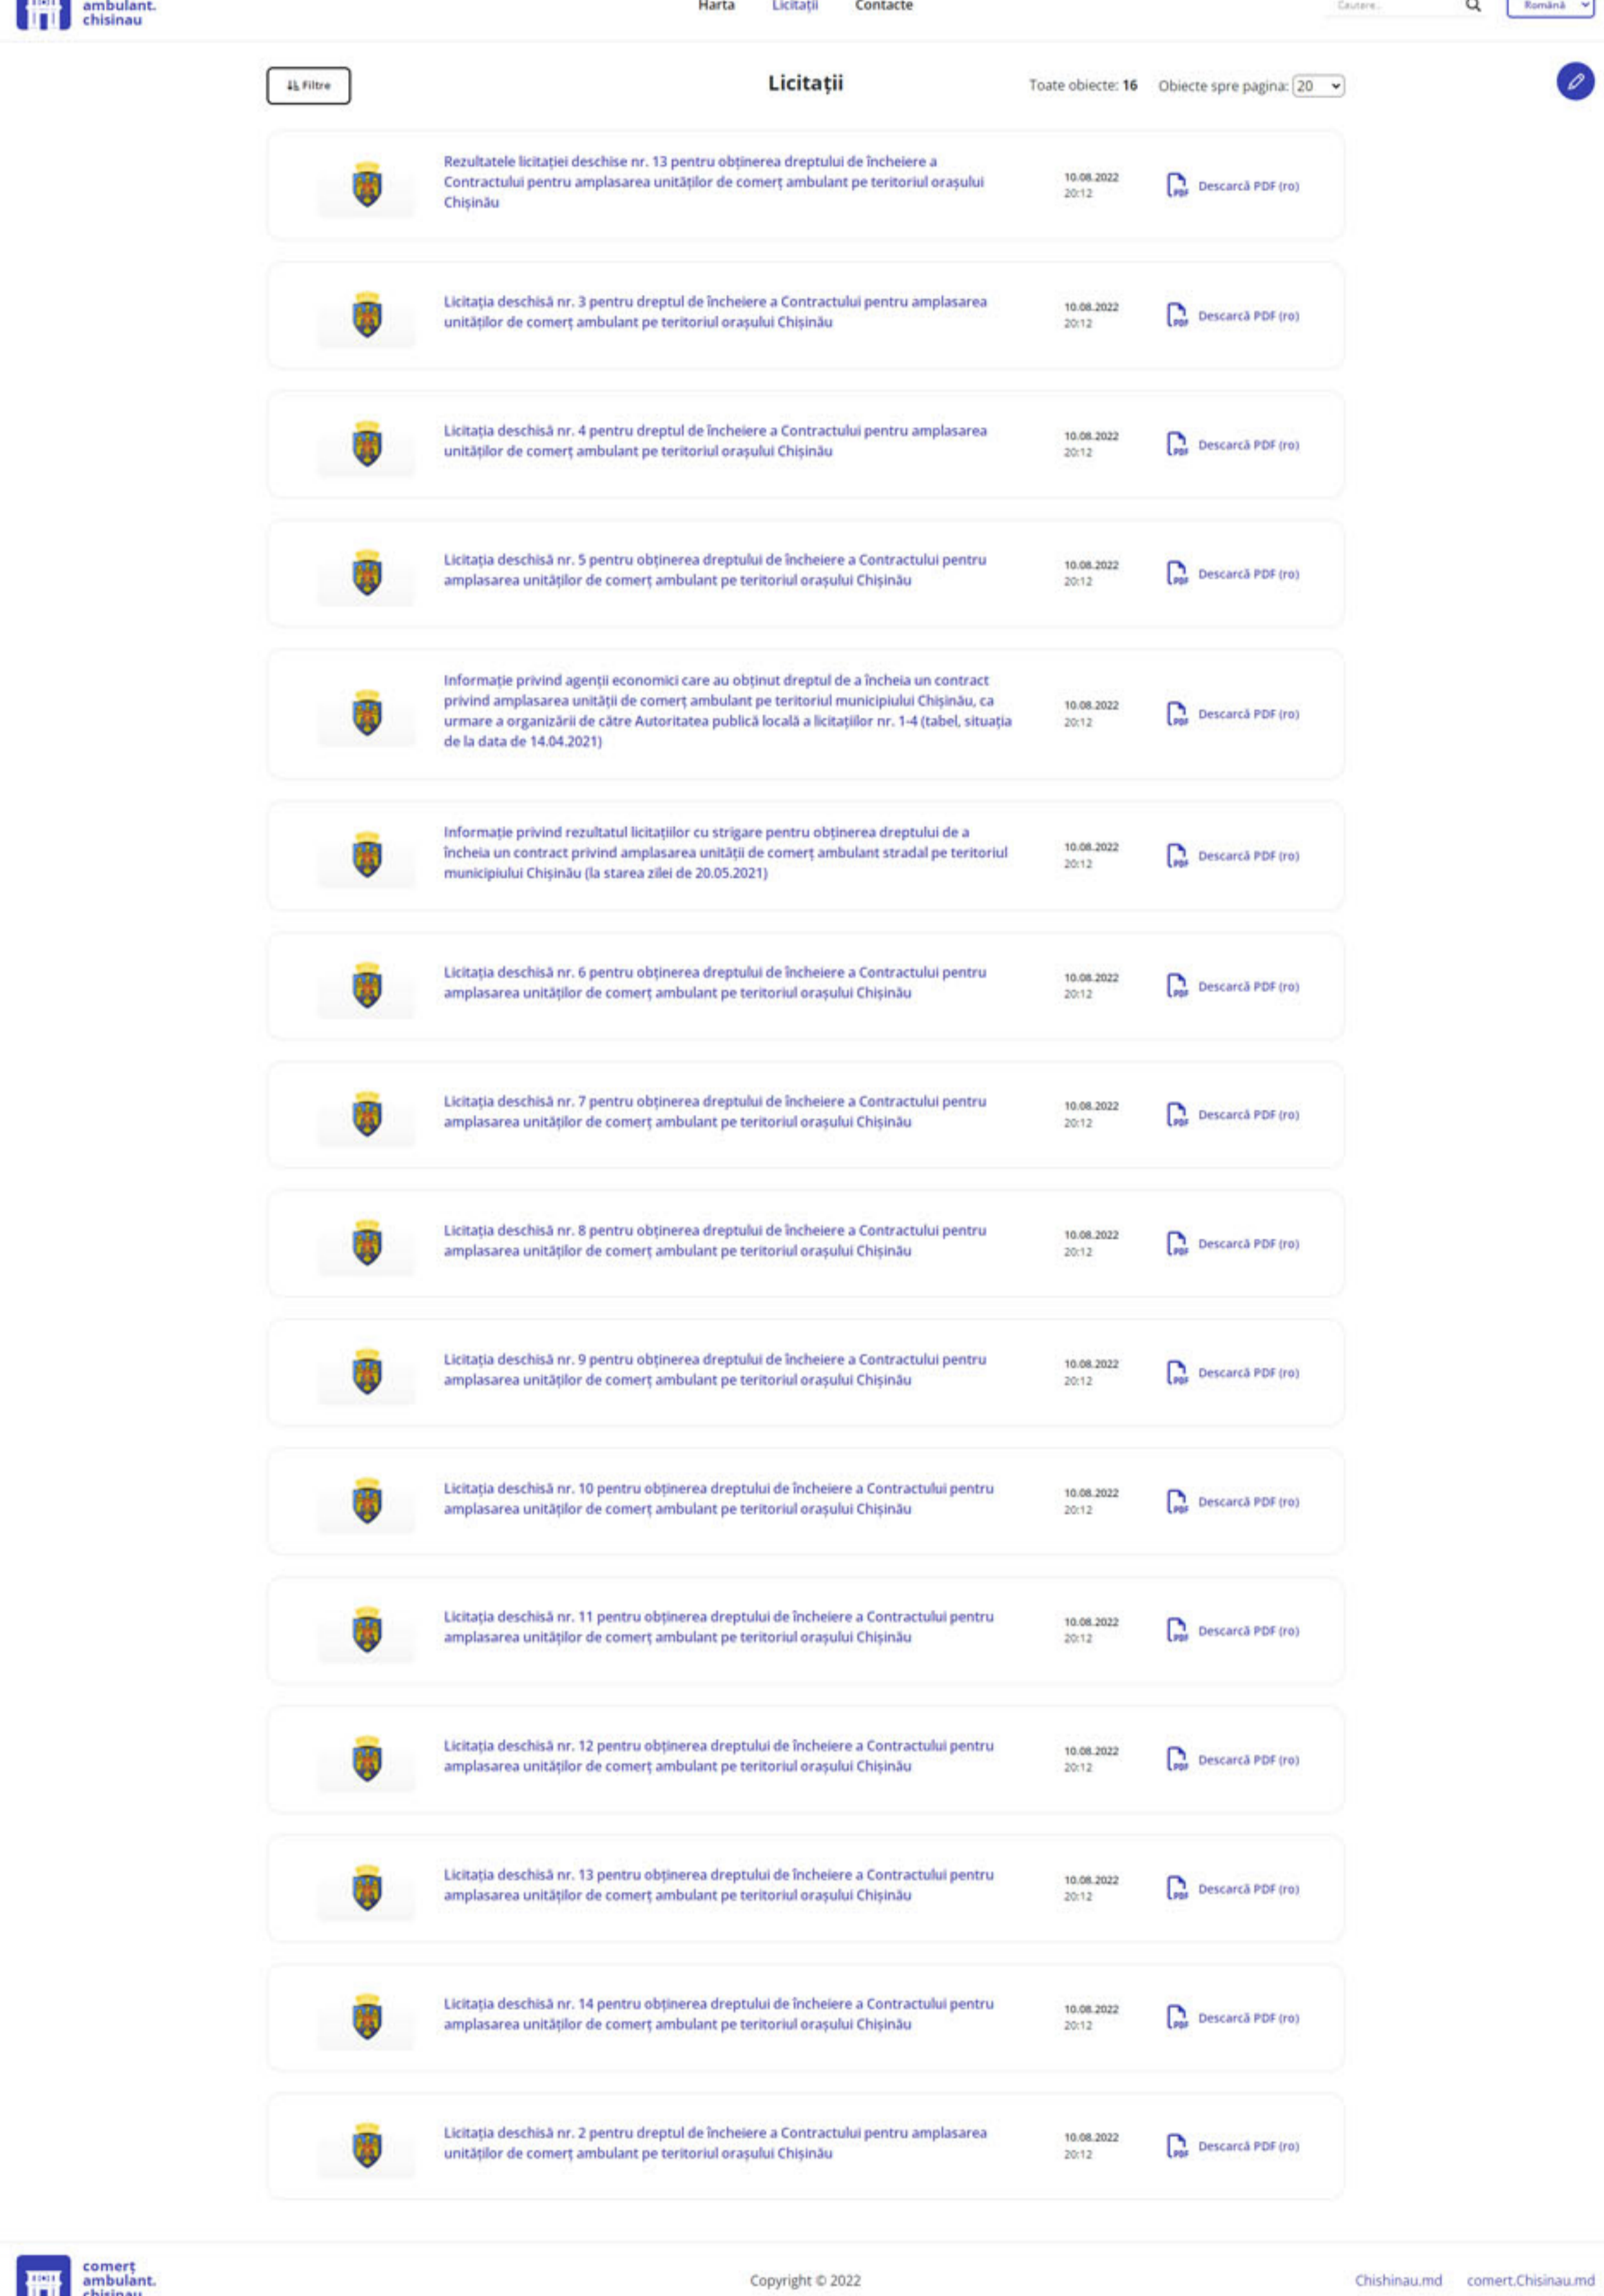 ambulant.
chisinau
Harta Licitații Contacte
Cautare..
Română
Filtre
Licitații
Toate obiecte: 16 Obiecte spre pagina: 20
Rezultatele licitației deschise nr. 13 pentru obținerea dreptului de încheiere a
Contractului pentru amplasarea unităților de comerț ambulant pe teritoriul orașului
Chișinău
10.08.2022
20:12
PDF
Descarcă PDF (ro)
Licitația deschisă nr. 3 pentru dreptul de încheiere a Contractului pentru amplasarea
unităților de comerț ambulant pe teritoriul orașului Chișinău
10.08.2022
20:12
PDF
Descarcă PDF (ro)
Licitația deschisă nr. 4 pentru dreptul de încheiere a Contractului pentru amplasarea
unităților de comerț ambulant pe teritoriul orașului Chișinău
10.08.2022
20:12
PDF
Descarcă PDF (ro)
Licitația deschisă nr. 5 pentru obținerea dreptului de încheiere a Contractului pentru
amplasarea unităților de comerț ambulant pe teritoriul orașului Chișinău
10.08.2022
20:12
PDF
Descarcă PDF (ro)
Informație privind agenții economici care au obținut dreptul de a încheia un contract
privind amplasarea unității de comerț ambulant pe teritoriul municipiului Chișinău, ca
urmare a organizării de către Autoritatea publică locală a licitațiilor nr. 1-4 (tabel, situația
de la data de 14.04.2021)
10.08.2022
20:12
PDF
Descarcă PDF (ro)
Informație privind rezultatul licitațiilor cu strigare pentru obținerea dreptului de a
încheia un contract privind amplasarea unității de comerț ambulant stradal pe teritoriul
municipiului Chișinău (la starea zilei de 20.05.2021)
10.08.2022
20:12
PDF
Descarcă PDF (ro)
Licitația deschisă nr. 6 pentru obținerea dreptului de încheiere a Contractului pentru
amplasarea unităților de comerț ambulant pe teritoriul orașului Chișinău
10.08.2022
20:12
PDF
Descarcă PDF (ro)
Licitația deschisă nr. 7 pentru obținerea dreptului de încheiere a Contractului pentru
amplasarea unităților de comerț ambulant pe teritoriul orașului Chișinău
10.08.2022
20:12
PDF
Descarcă PDF (ro)
Licitația deschisă nr. 8 pentru obținerea dreptului de încheiere a Contractului pentru
amplasarea unităților de comerț ambulant pe teritoriul orașului Chișinău
10.08.2022
20:12
PDF
Descarcă PDF (ro)
Licitația deschisă nr. 9 pentru obținerea dreptului de încheiere a Contractului pentru
amplasarea unităților de comerț ambulant pe teritoriul orașului Chișinău
10.08.2022
20:12
PDF
Descarcă PDF (ro)
Licitația deschisă nr. 10 pentru obținerea dreptului de încheiere a Contractului pentru
amplasarea unităților de comerț ambulant pe teritoriul orașului Chișinău
10.08.2022
20:12
PDF
Descarcă PDF (ro)
Licitația deschisă nr. 11 pentru obținerea dreptului de încheiere a Contractului pentru
amplasarea unităților de comerț ambulant pe teritoriul orașului Chișinău
10.08.2022
20:12
PDF
Descarcă PDF (ro)
Licitația deschisă nr. 12 pentru obținerea dreptului de încheiere a Contractului pentru
amplasarea unităților de comerț ambulant pe teritoriul orașului Chișinău
10.08.2022
20:12
PDF
Descarcă PDF (ro)
Licitația deschisă nr. 13 pentru obținerea dreptului de încheiere a Contractului pentru
amplasarea unităților de comerț ambulant pe teritoriul orașului Chișinău
10.08.2022
20:12
PDF
Descarcă PDF (ro)
Licitația deschisă nr. 14 pentru obținerea dreptului de încheiere a Contractului pentru
amplasarea unităților de comerț ambulant pe teritoriul orașului Chișinău
10.08.2022
20:12
PDF
Descarcă PDF (ro)
Licitația deschisă nr. 2 pentru dreptul de încheiere a Contractului pentru amplasarea
unităților de comerț ambulant pe teritoriul orașului Chișinău
10.08.2022
20:12
PDF
Descarcă PDF (ro)
comerț
ambulant.
chisinau
Copyright © 2022
Chishinau.md comert.Chisinau.md